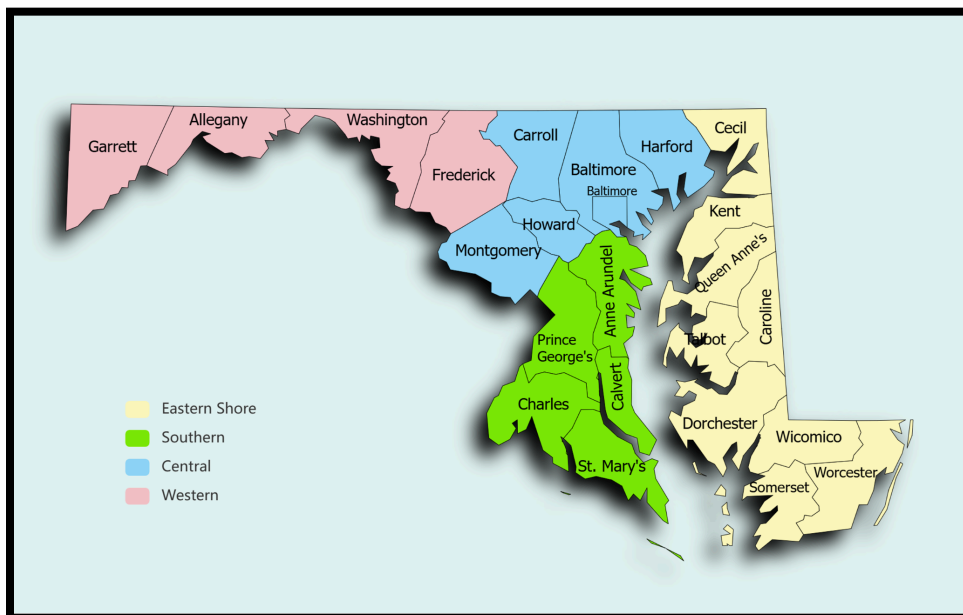 Garrett
Allegany
Washington
Frederick
Carroll
Baltimore
Baltimore
Harford
Cecil
Howard
Montgomery
Kent
Queen Anne's
Anne Arundel
Caroline
Talbot
Prince
George's
Calvert
Charles
St. Mary's
Dorchester
Wicomico
Somerset
Worcester
Eastern Shore
Southern
Central
Western